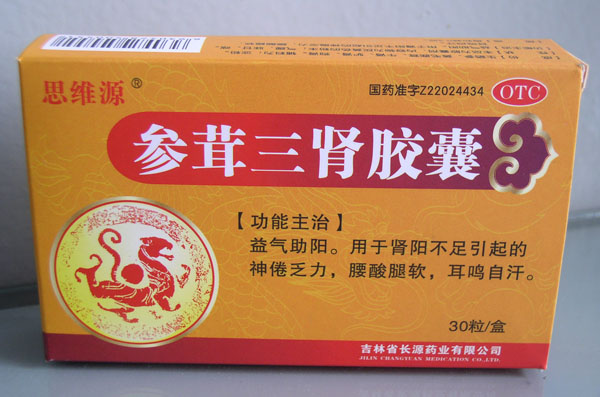 思维源®
国药准字Z22024434
OTC
参茸三肾胶囊
【功能主治】
益气助阳。用于肾阳不足引起的
神倦乏力，腰酸腿软，耳鸣自汗。
30粒/盒
吉林省长源药业有限公司
JILIN CHANGYUAN MEDICATION CO.,LTD.